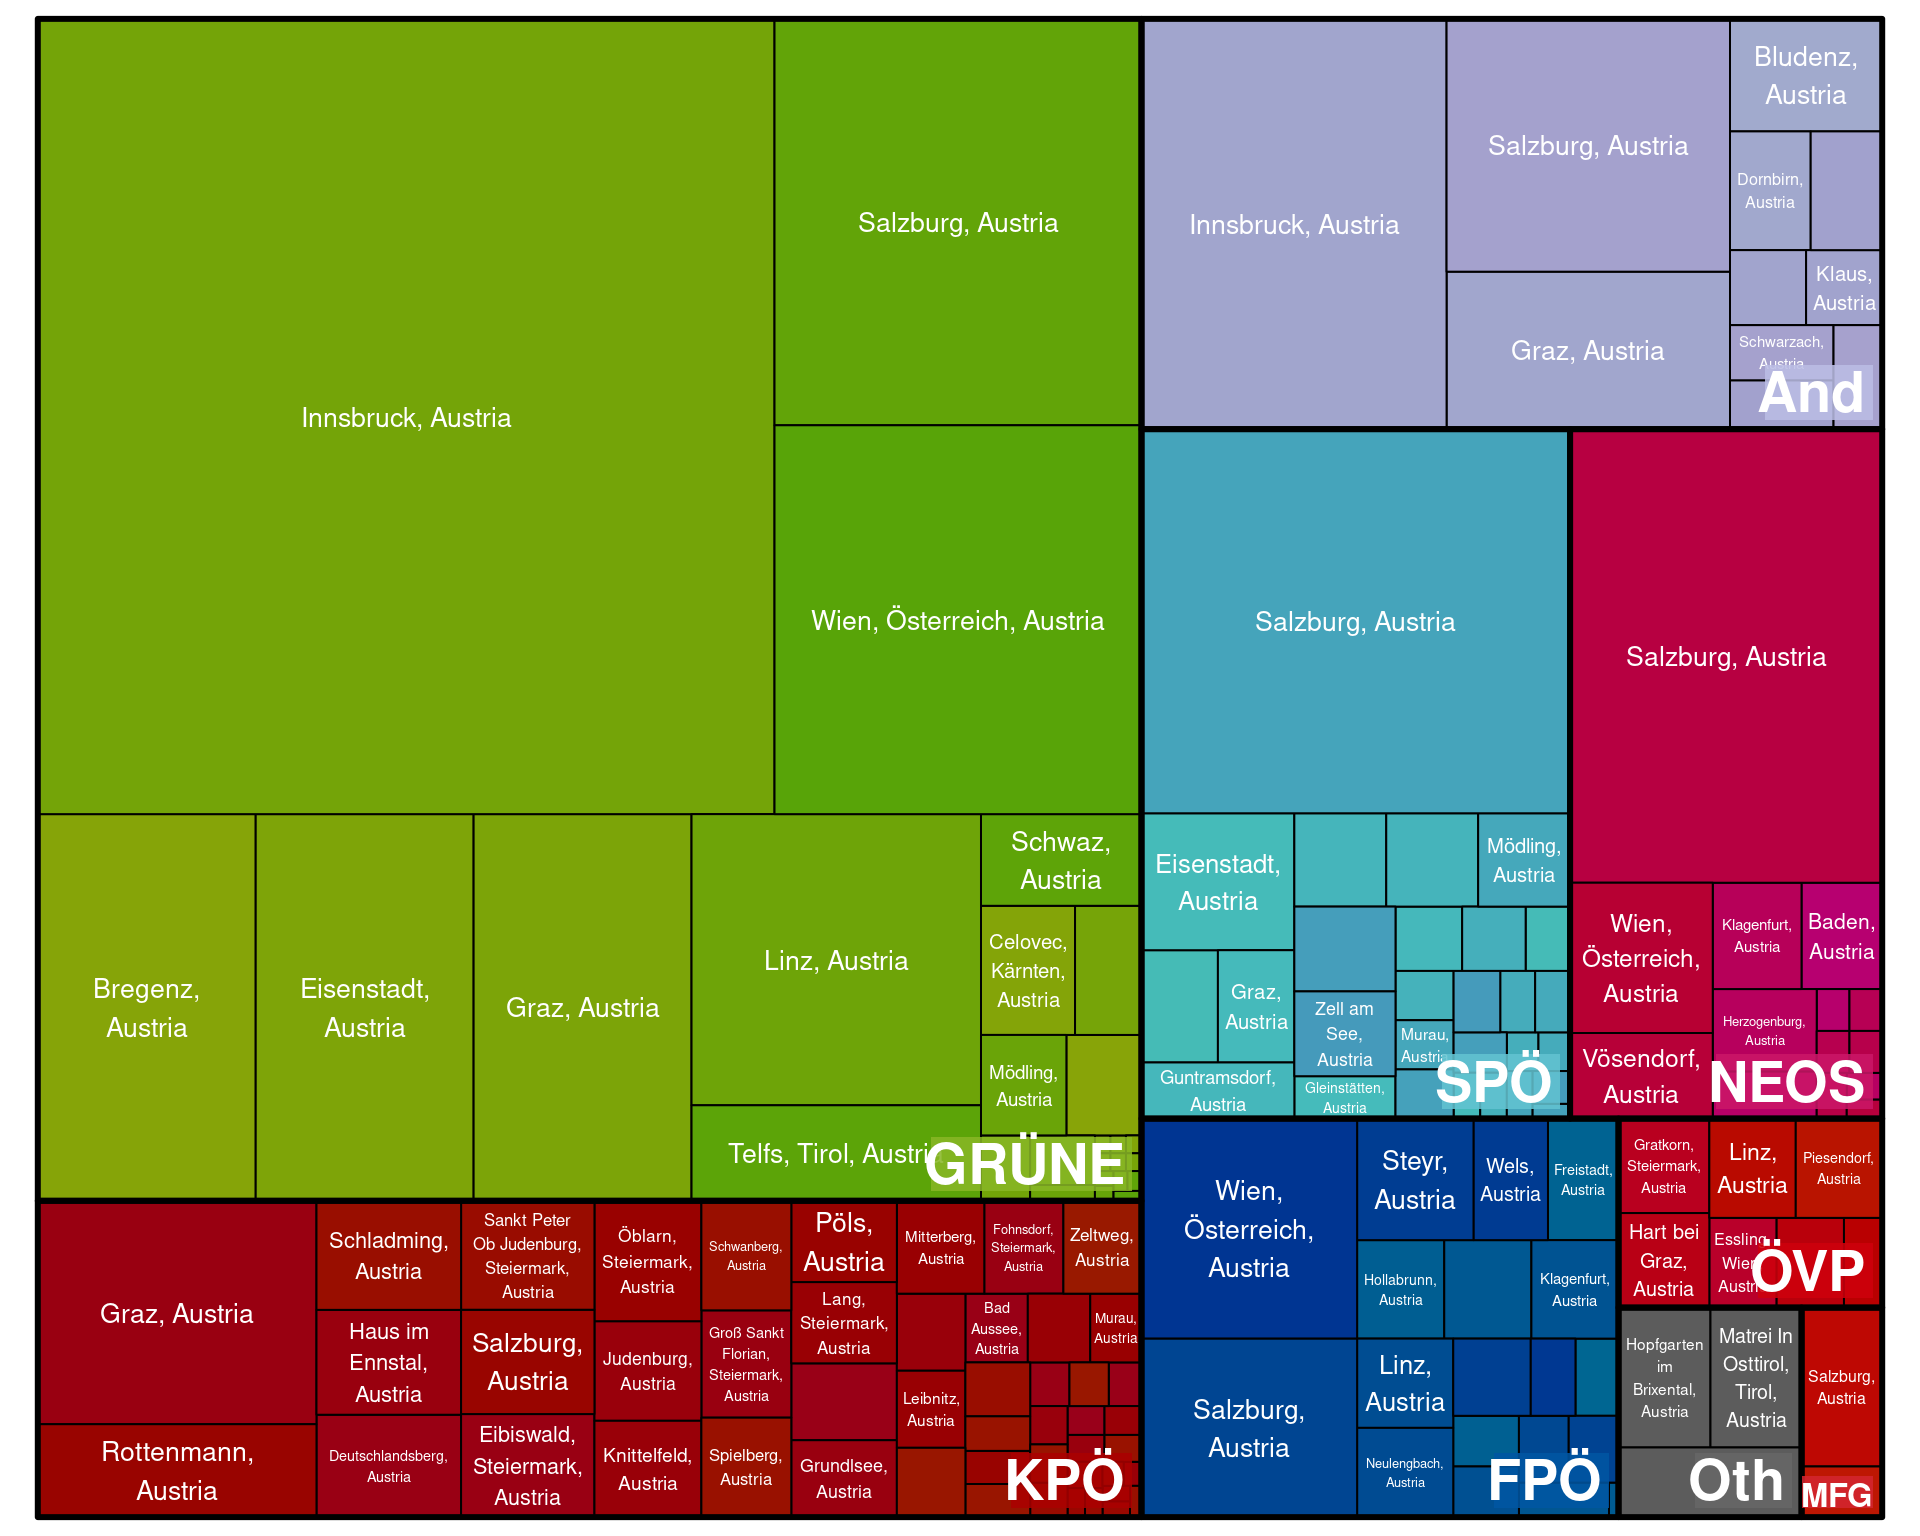 Innsbruck, Austria
Salzburg, Austria
Wien, Österreich, Austria
Bregenz,
Austria
Eisenstadt,
Austria
Graz, Austria
Linz, Austria
Telfs, Tirol, Austria
Schwaz,
Austria
Celovec,
Kärnten,
Austria
Mödling,
Austria
GRÜNE
Innsbruck, Austria
Salzburg, Austria
Graz, Austria
Bludenz,
Austria
Dornbirn,
Austria
Klaus,
Austria
Schwarzach,
Austria
And
Salzburg, Austria
Eisenstadt,
Austria
Graz,
Austria
Guntramsdorf,
Austria
Mödling,
Austria
Zell am
See,
Austria
Gleinstätten,
Austria
Murau,
Austria
SPÖ
Salzburg, Austria
Wien,
Österreich,
Austria
Vösendorf,
Austria
Klagenfurt,
Austria
Baden,
Austria
Herzogenburg,
Austria
NEOS
Graz, Austria
Rottenmann,
Austria
Schladming,
Austria
Haus im
Ennstal,
Austria
Deutschlandsberg,
Austria
Sankt Peter
Ob Judenburg,
Steiermark,
Austria
Salzburg,
Austria
Eibiswald,
Steiermark,
Austria
Öblarn,
Steiermark,
Austria
Judenburg,
Austria
Knittelfeld,
Austria
Schwanberg,
Austria
Groß Sankt
Florian,
Steiermark,
Austria
Spielberg,
Austria
Pöls,
Austria
Lang,
Steiermark,
Austria
Grundlsee,
Austria
Mitterberg,
Austria
Leibnitz,
Austria
Fohnsdorf,
Steiermark,
Austria
Bad
Aussee,
Austria
Zeltweg,
Austria
Murau,
Austria
KPÖ
Wien,
Österreich,
Austria
Salzburg,
Austria
Steyr,
Austria
Wels,
Austria
Freistadt,
Austria
Hollabrunn,
Austria
Klagenfurt,
Austria
Linz,
Austria
Neulengbach,
Austria
FPÖ
Gratkorn,
Steiermark,
Austria
Hart bei
Graz,
Austria
Linz,
Austria
Piesendorf,
Austria
Essling,
Wien,
Austria
ÖVP
Hopfgarten
im
Brixental,
Austria
Matrei In
Osttirol,
Tirol,
Austria
Oth
Salzburg,
Austria
MFG